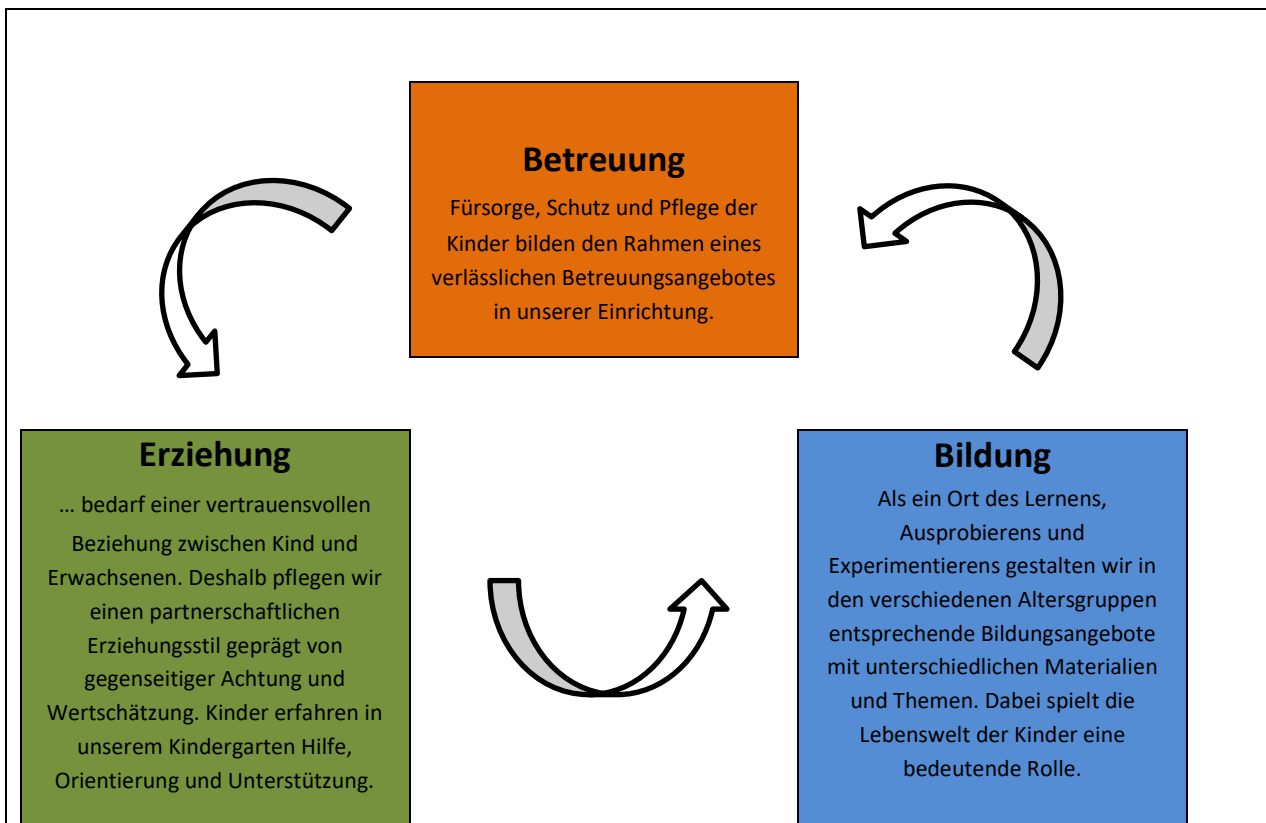 Betreuung
Fürsorge, Schutz und Pflege der
Kinder bilden den Rahmen eines
verlässlichen Betreuungsangebotes
in unserer Einrichtung.
Erziehung
… bedarf einer vertrauensvollen
Beziehung zwischen Kind und
Erwachsenen. Deshalb pflegen wir
einen partnerschaftlichen
Erziehungsstil geprägt von
gegenseitiger Achtung und
Wertschätzung. Kinder erfahren in
unserem Kindergarten Hilfe,
Orientierung und Unterstützung.
Bildung
Als ein Ort des Lernens,
Ausprobierens und
Experimentierens gestalten wir in
den verschiedenen Altersgruppen
entsprechende Bildungsangebote
mit unterschiedlichen Materialien
und Themen. Dabei spielt die
Lebenswelt der Kinder eine
bedeutende Rolle.